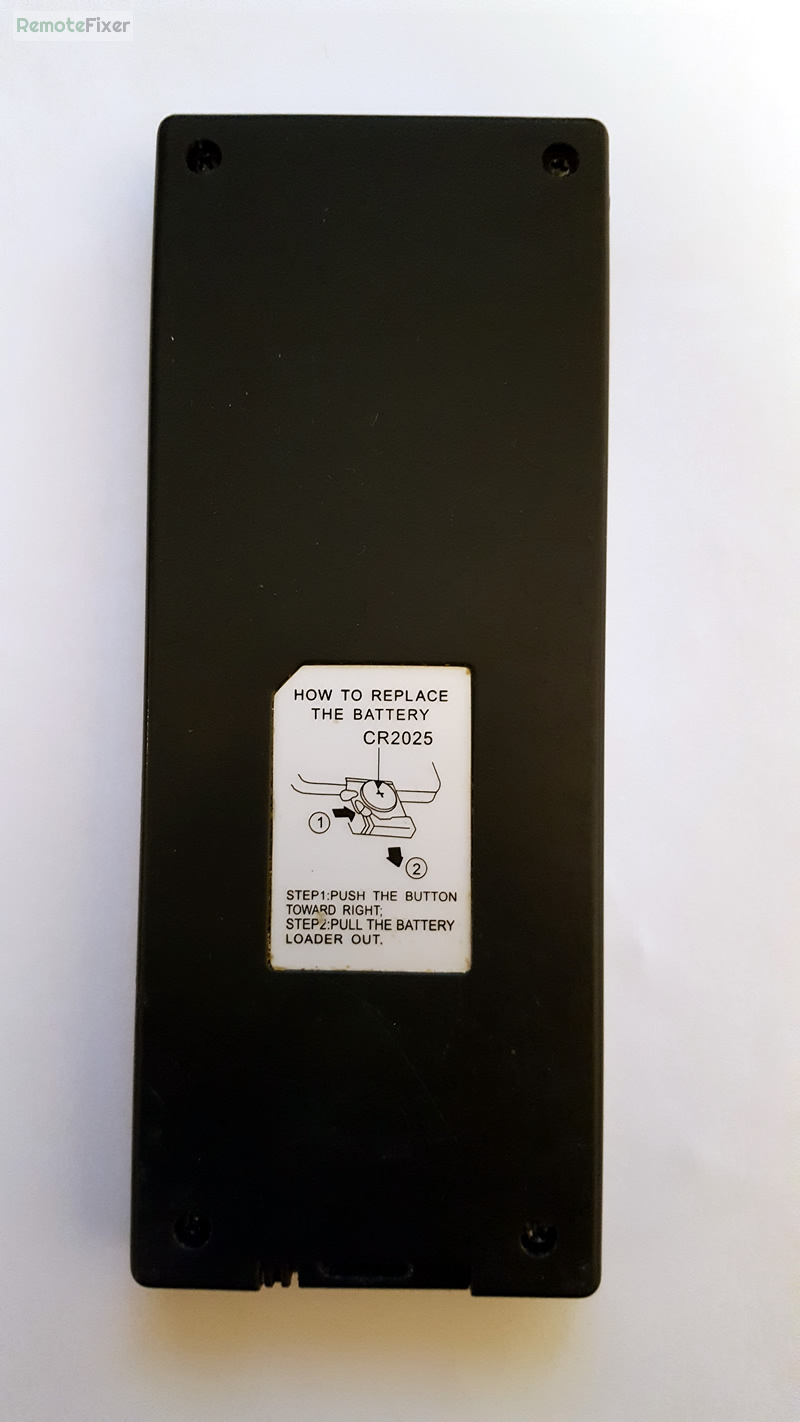 RemoteFixer
HOW TO REPLACE
THE BATTERY
CR2025
1
2
STEP1:PUSH THE BUTTON
TOWARD RIGHT;
STEP2:PULL THE BATTERY
LOADER OUT.